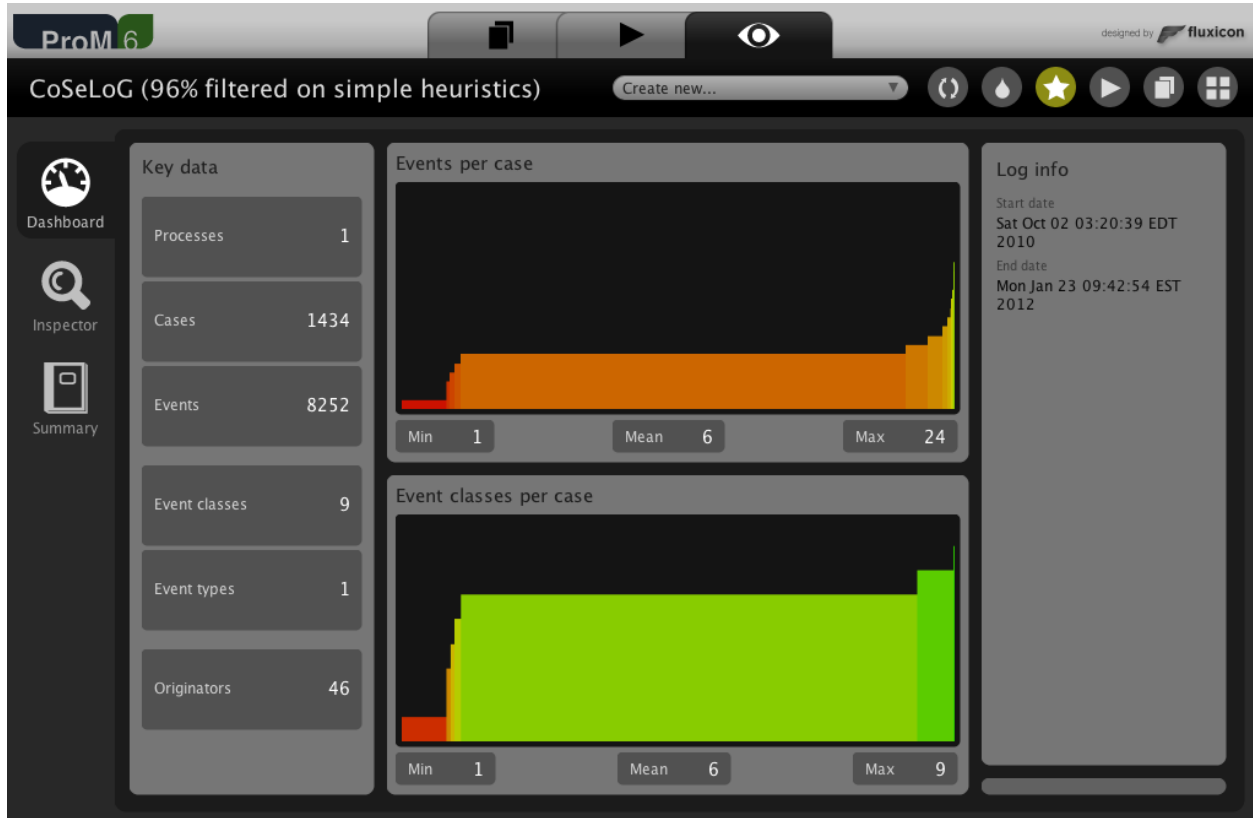 ProM 6
designed by fluxicon
CoSeLoG (96% filtered on simple heuristics)
Create new...
Dashboard
Inspector
Summary
Key data
Processes 1
Cases 1434
Events 8252
Event classes 9
Event types 1
Originators 46
Events per case
Min 1 Mean 6 Max 24
Event classes per case
Min 1 Mean 6 Max 9
Log info
Start date
Sat Oct 02 03:20:39 EDT
2010
End date
Mon Jan 23 09:42:54 EST
2012